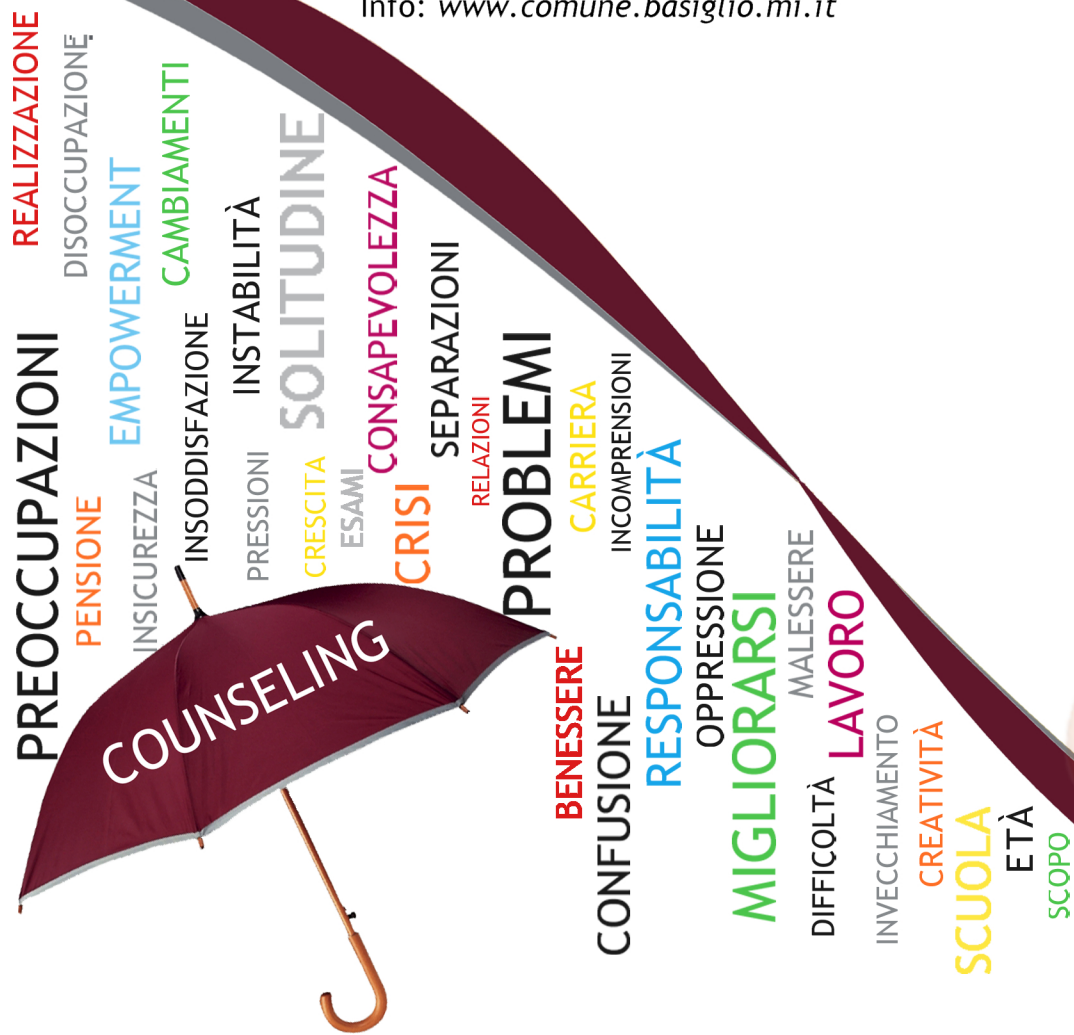 Info: www.comune.basiglio.mi.it
REALIZZAZIONE
DISOCCUPAZIONE
EMPOWERMENT
CAMBIAMENTI
INSTABILITÀ
SOLITUDINE
CONSAPEVOLEZZA
SEPARAZIONI
PREOCCUPAZIONI
PENSIONE
INSICUREZZA
INSODDISFAZIONE
PRESSIONI
CRESCITA
ESAMI
CRISI
RELAZIONI
PROBLEMI
CARRIERA
INCOMPRENSIONI
RESPONSABILITÀ
OPPRESSIONE
MIGLIORARSI
MALESSERE
LAVORO
COUNSELING
BENESSERE
CONFUSIONE
DIFFICOLTÀ
INVECCHIAMENTO
CREATIVITÀ
SCUOLA
ETÀ
SCOPO